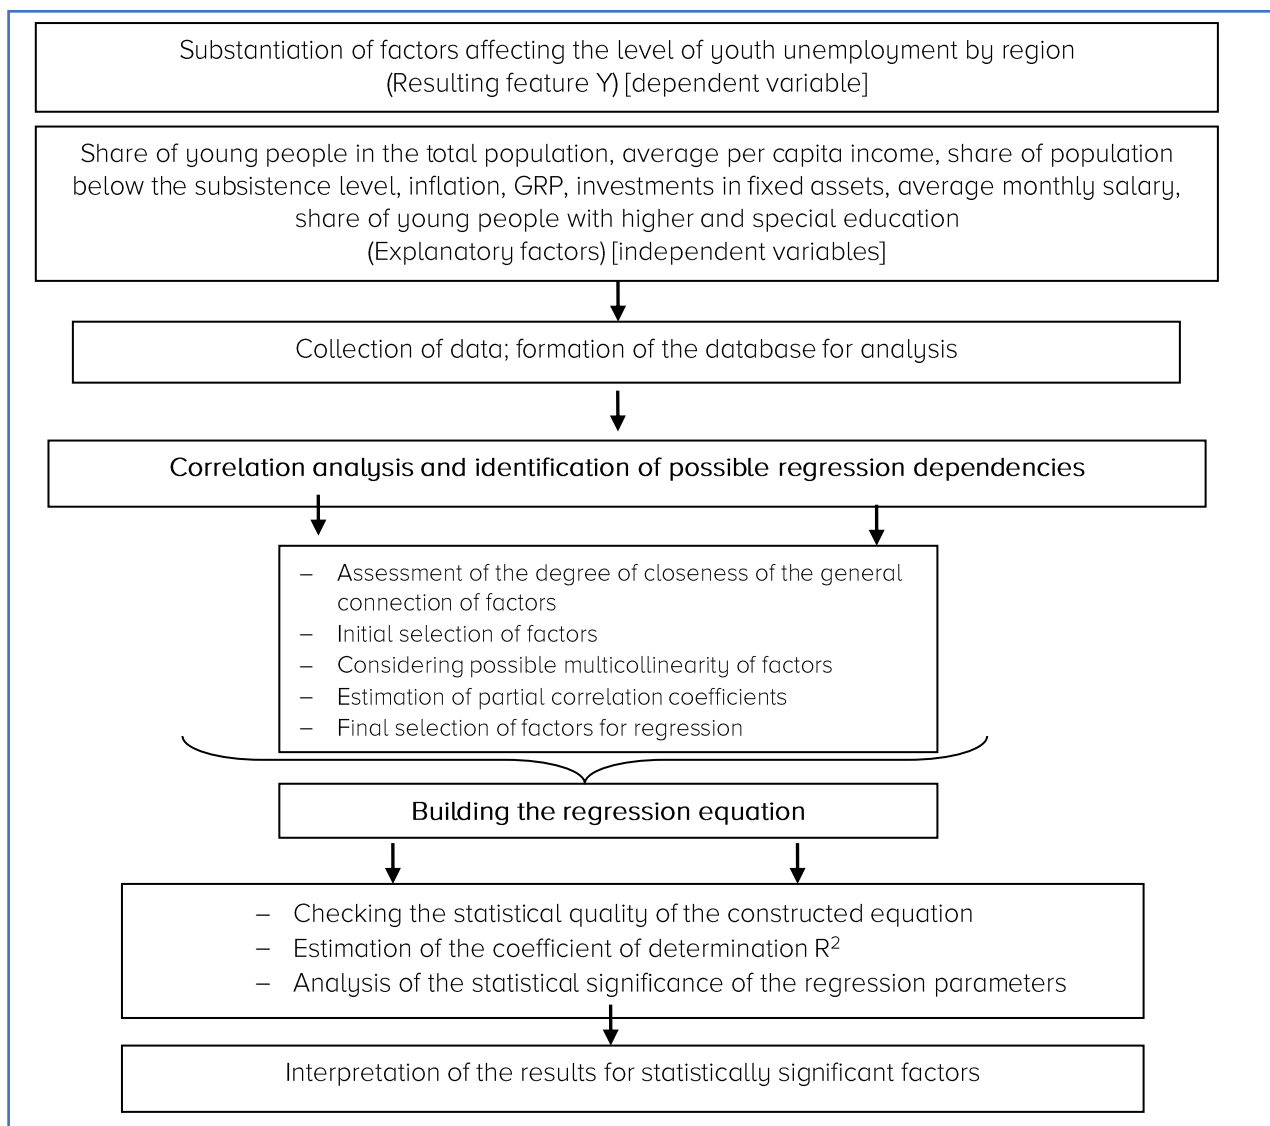 Substantiation of factors affecting the level of youth unemployment by region
(Resulting feature Y) [dependent variable]
Share of young people in the total population, average per capita income, share of population
below the subsistence level, inflation, GRP, investments in fixed assets, average monthly salary,
share of young people with higher and special education
(Explanatory factors) [independent variables]
Collection of data; formation of the database for analysis
Correlation analysis and identification of possible regression dependencies
– Assessment of the degree of closeness of the general
connection of factors
– Initial selection of factors
– Considering possible multicollinearity of factors
– Estimation of partial correlation coefficients
– Final selection of factors for regression
Building the regression equation
– Checking the statistical quality of the constructed equation
– Estimation of the coefficient of determination R²
– Analysis of the statistical significance of the regression parameters
Interpretation of the results for statistically significant factors